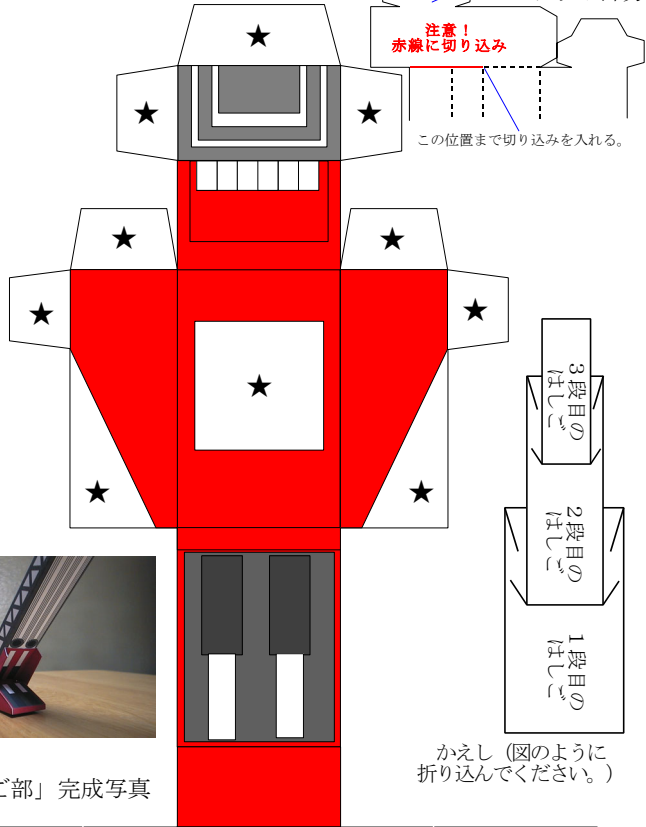 注意！
赤線に切り込み
この位置まで切り込みを入れる。
3段目の
はしご
2段目の
はしご
1段目の
はしご
かえし（図のように
折り込んでください。）
部」完成写真